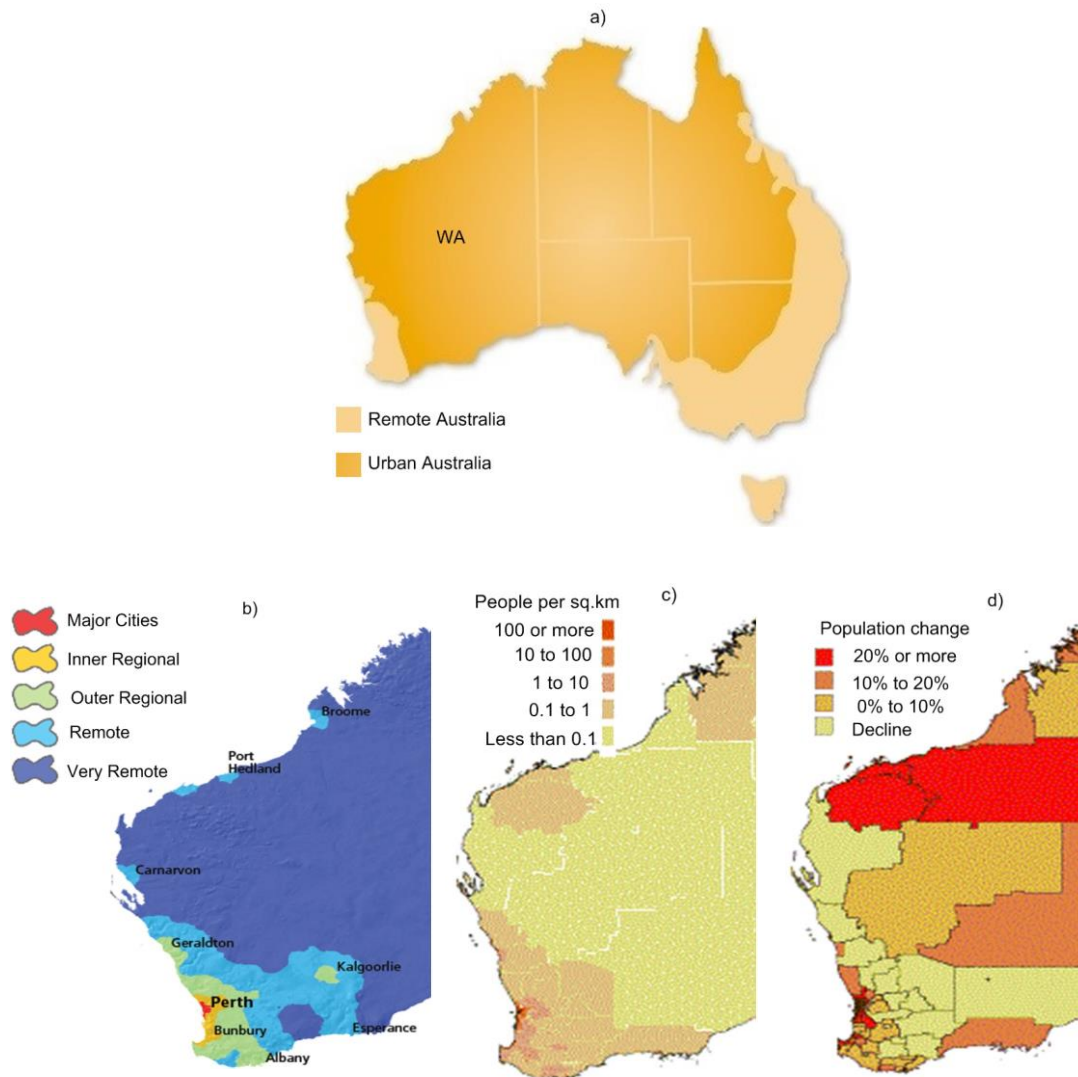 a)
WA
Remote Australia
Urban Australia
b)
Major Cities
Inner Regional
Outer Regional
Remote
Very Remote
Broome
Port
Hedland
Carnarvon
Geraldton
Kalgoorlie
Perth
Bunbury
Esperance
Albany
c)
People per sq.km
100 or more
10 to 100
1 to 10
0.1 to 1
Less than 0.1
d)
Population change
20% or more
10% to 20%
0% to 10%
Decline